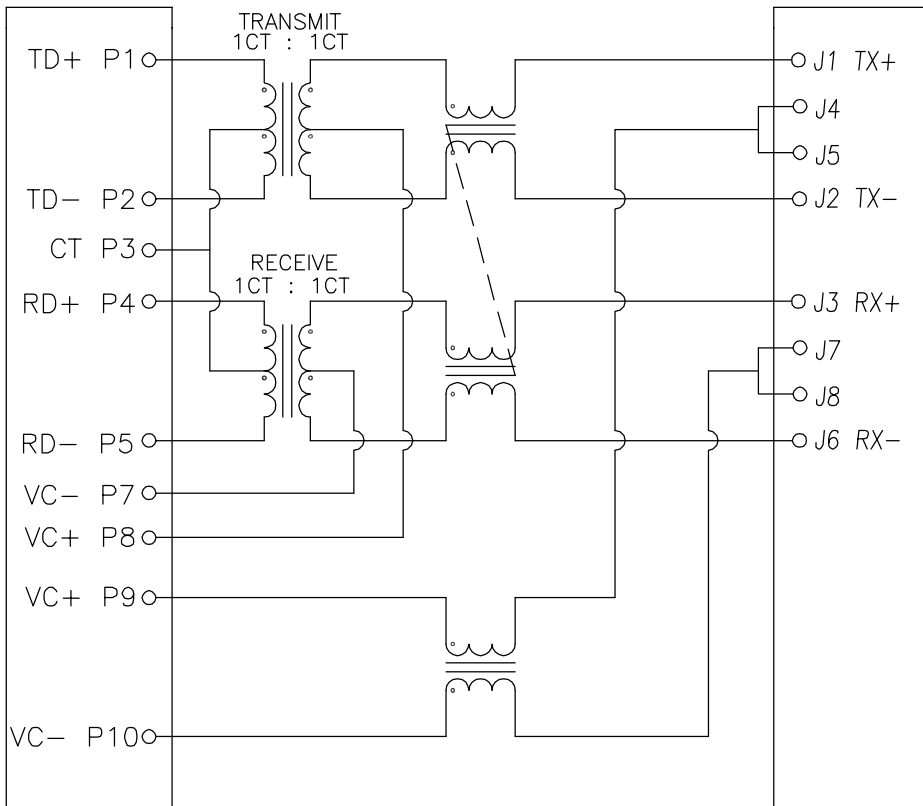 TRANSMIT
1CT : 1CT
TD+ P1
J1 TX+
J4
J5
TD− P2
J2 TX−
CT P3
RECEIVE
1CT : 1CT
RD+ P4
J3 RX+
J7
J8
RD− P5
J6 RX−
VC− P7
VC+ P8
VC+ P9
VC− P10